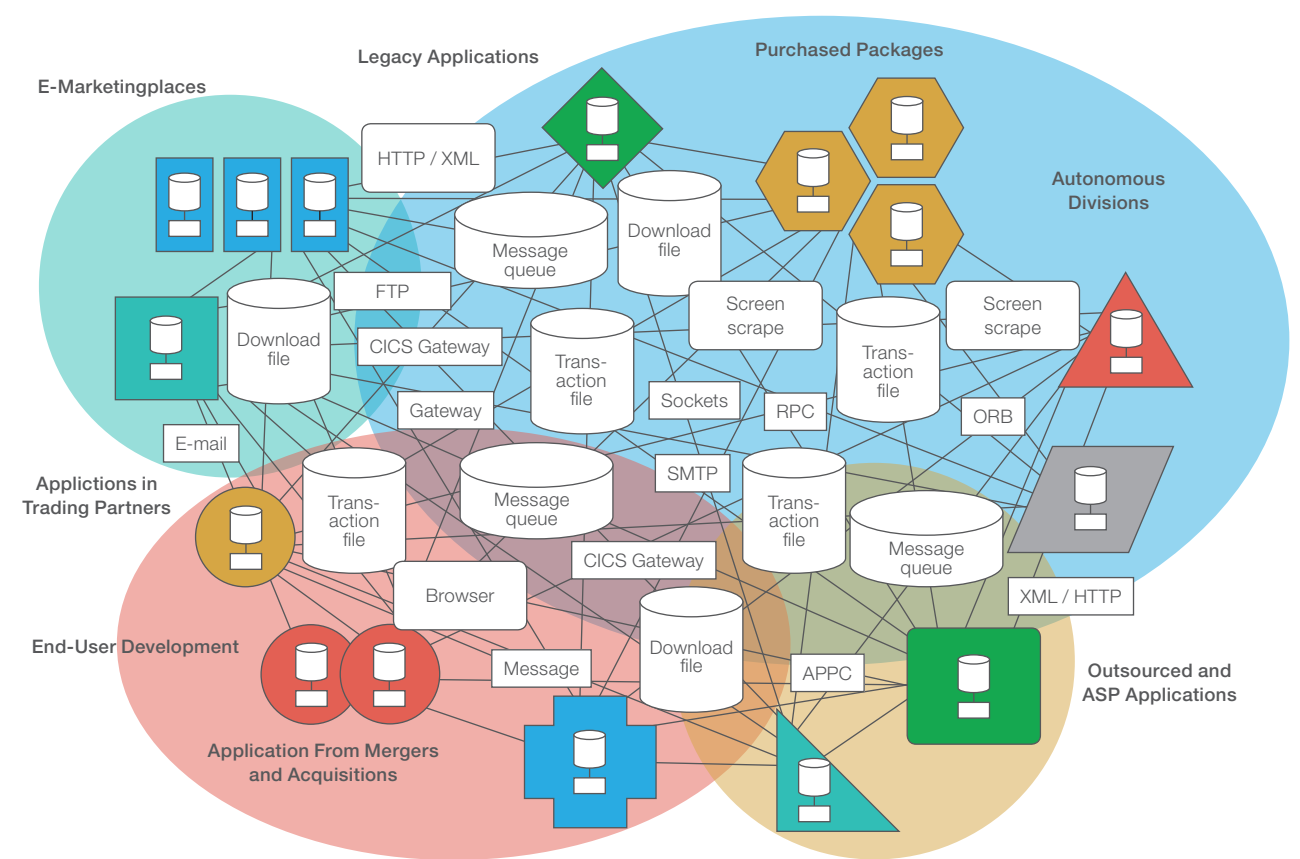 Purchased Packages
Legacy Applications
E-Marketingplaces
HTTP / XML
Autonomous
Divisions
Download
file
Message
queue
FTP
Screen
scrape
Screen
scrape
Download
file
CICS Gateway
Trans-
action
file
Trans-
action
file
Gateway
Sockets
RPC
ORB
E-mail
SMTP
Applictions in
Trading Partners
Trans-
action
file
Message
queue
Trans-
action
file
Message
queue
CICS Gateway
Browser
XML / HTTP
End-User Development
Message
Download
file
APPC
Outsourced and
ASP Applications
Application From Mergers
and Acquisitions